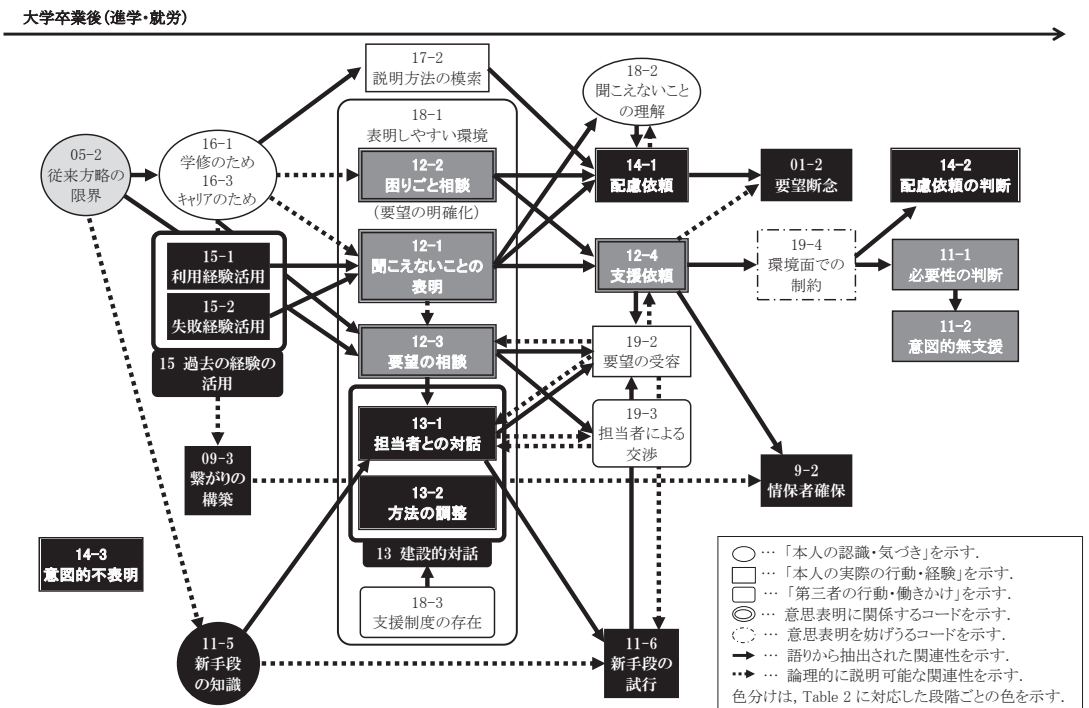 大学卒業後(進学・就労)
17-2
説明方法の模索
18-2
聞こえないこと
の理解
18-1
表明しやすい環境
05-2
従来方略の
限界
16-1
学修のため
16-3
キャリアのため
12-2
困りごと相談
(要望の明確化)
14-1
配慮依頼
01-2
要望断念
14-2
配慮依頼の判断
15-1
利用経験活用
15-2
失敗経験活用
15 過去の経験の
活用
12-1
聞こえないことの
表明
12-4
支援依頼
19-4
環境面での
制約
11-1
必要性の判断
11-2
意図的無支援
12-3
要望の相談
19-2
要望の受容
13-1
担当者との対話
19-3
担当者による
交渉
09-3
繋がりの
構築
13-2
方法の調整
13 建設的対話
9-2
情保者確保
14-3
意図的不表明
18-3
支援制度の存在
11-5
新手段
の知識
11-6
新手段の
試行
… 「本人の認識・気づき」を示す.
… 「本人の実際の行動・経験」を示す.
… 「第三者の行動・働きかけ」を示す.
… 意思表明に関係するコードを示す.
… 意思表明を妨げうるコードを示す.
… 語りから抽出された関連性を示す.
… 論理的に説明可能な関連性を示す.
色分けは, Table 2 に対応した段階ごとの色を示す.